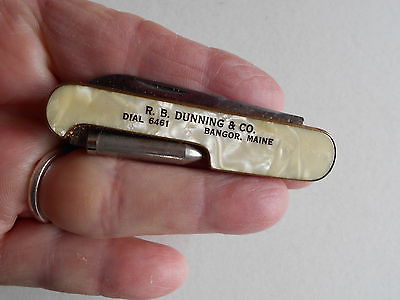 R. B. DUNNING & CO.
DIAL 6461 BANGOR, MAINE